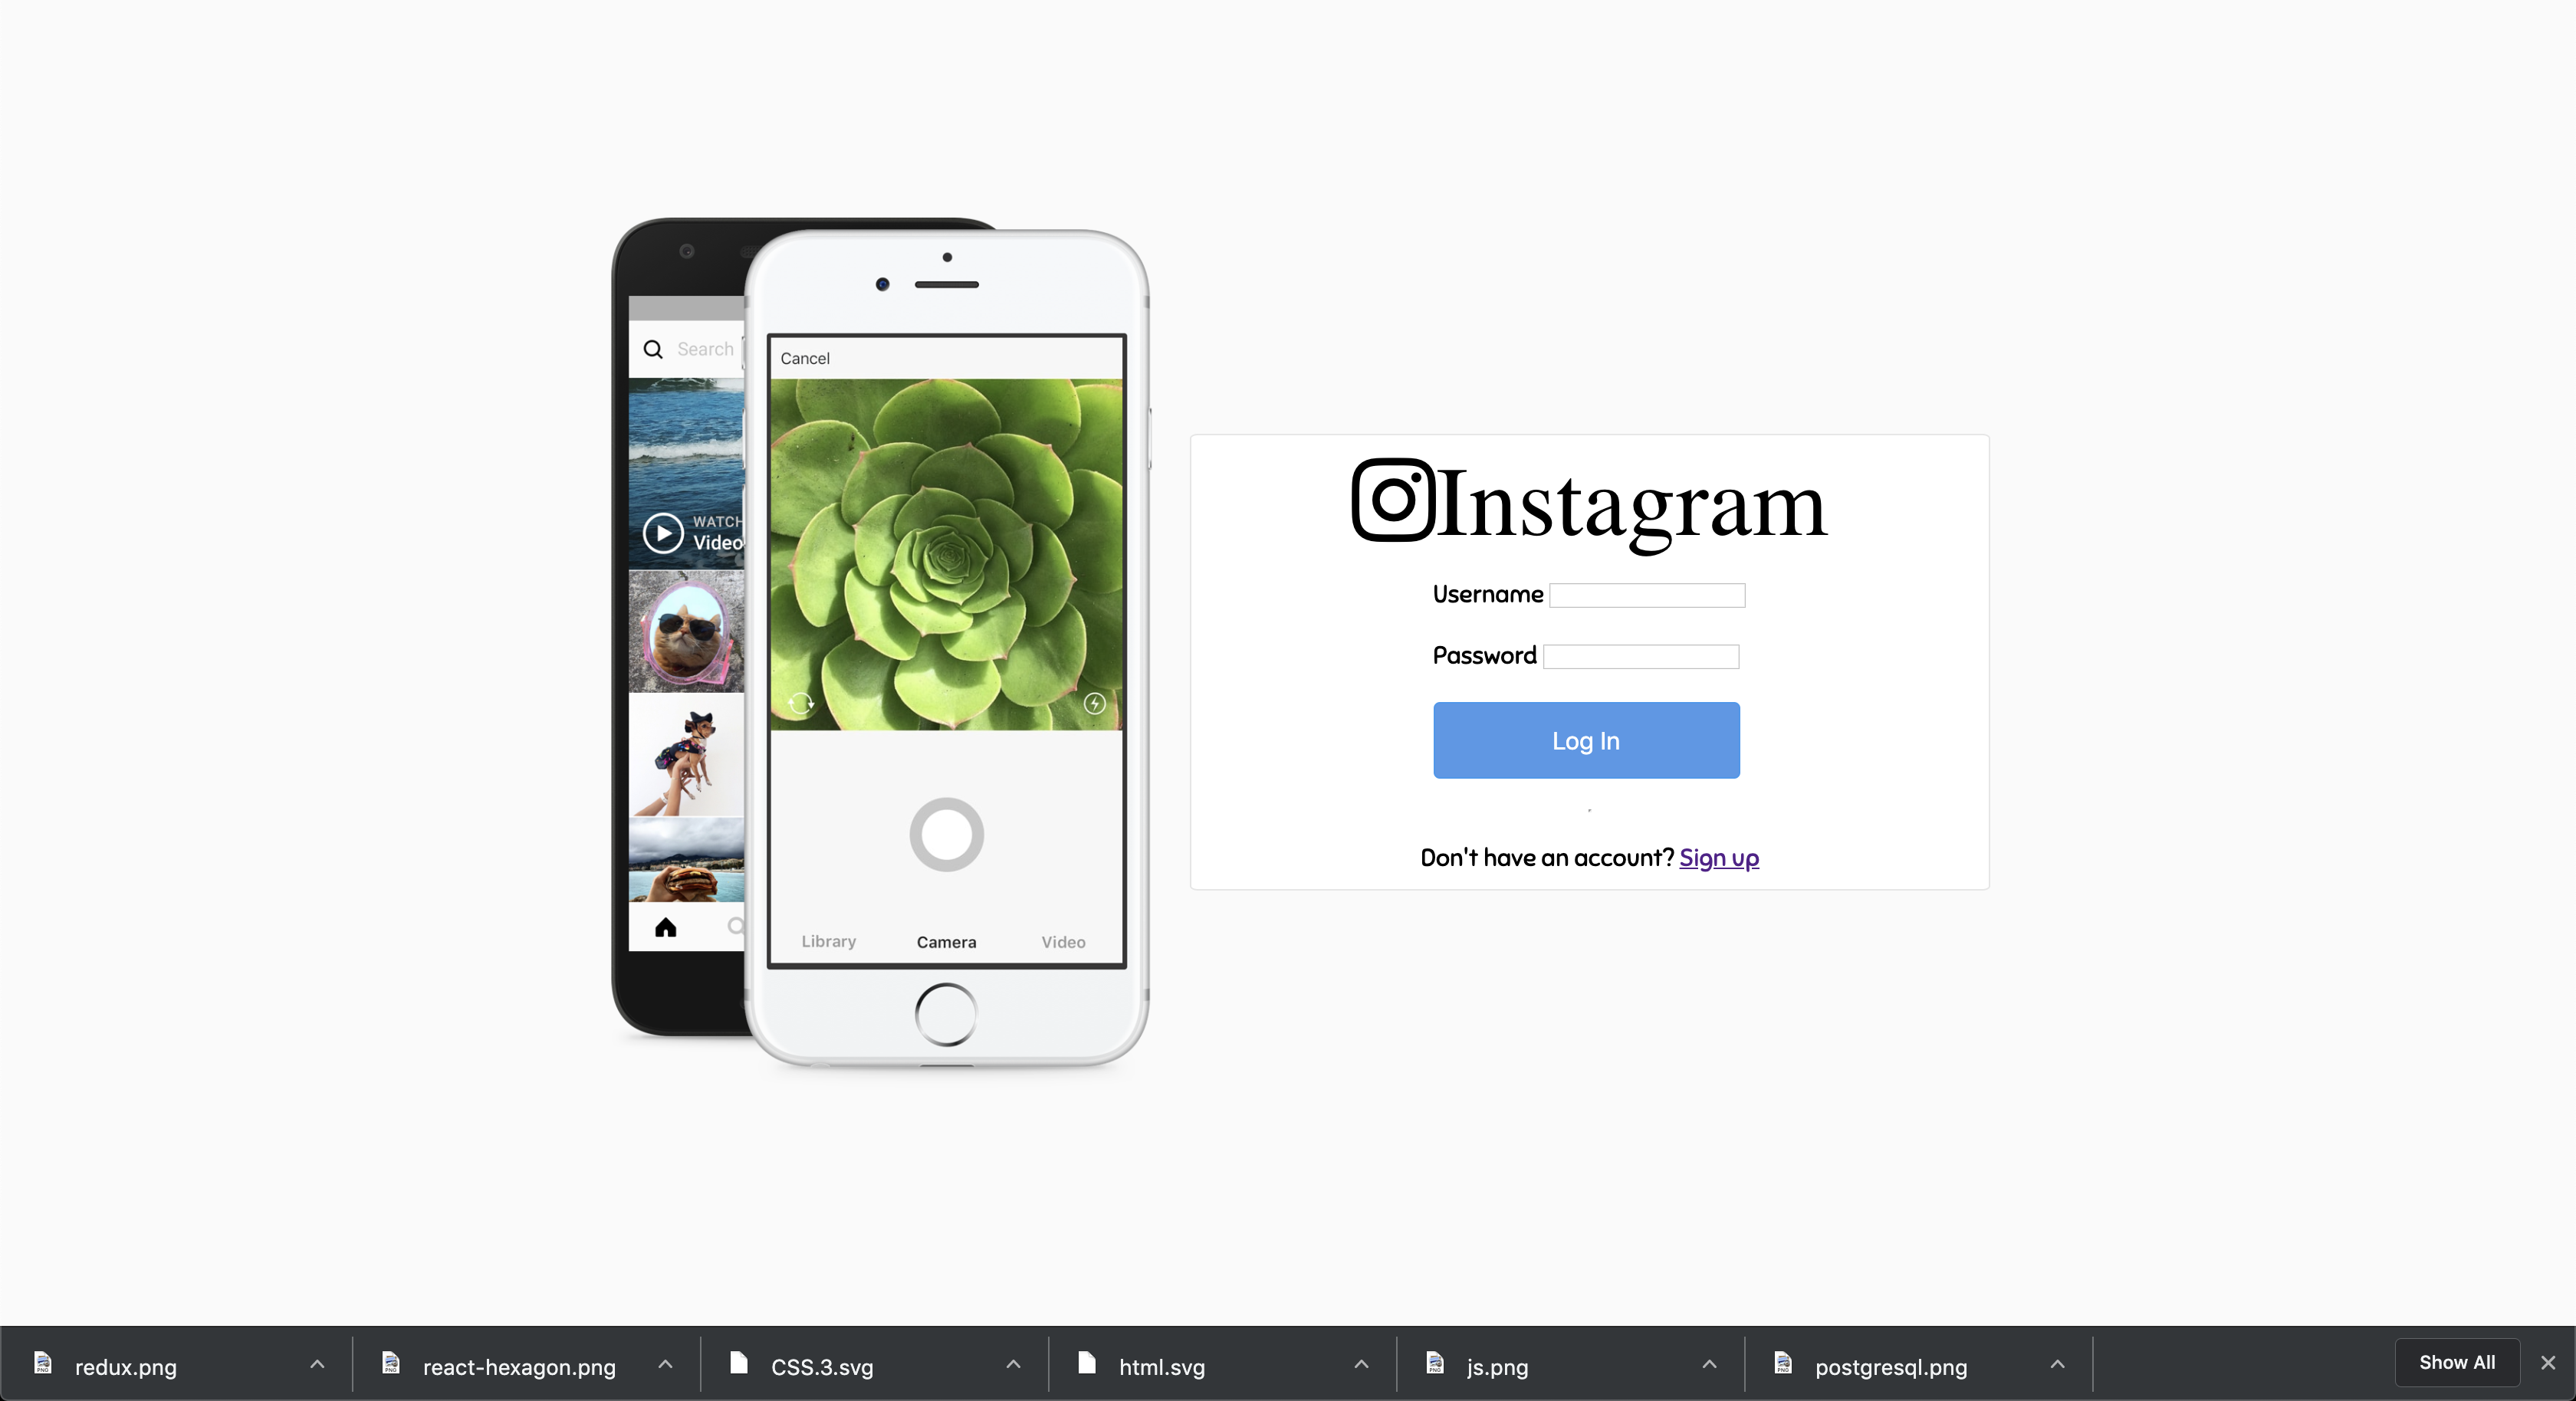 Search
WATCH
Video
Cancel
Library Camera Video
Instagram
Username
Password
Log In
Don't have an account? Sign up
redux.png
react-hexagon.png
CSS.3.svg
html.svg
js.png
postgresql.png
Show All